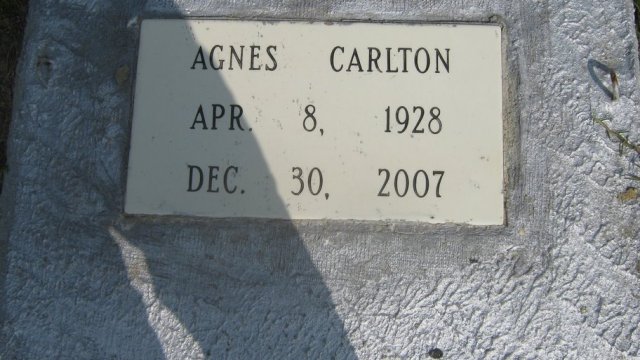 AGNES CARLTON
APR. 8, 1928
DEC. 30, 2007